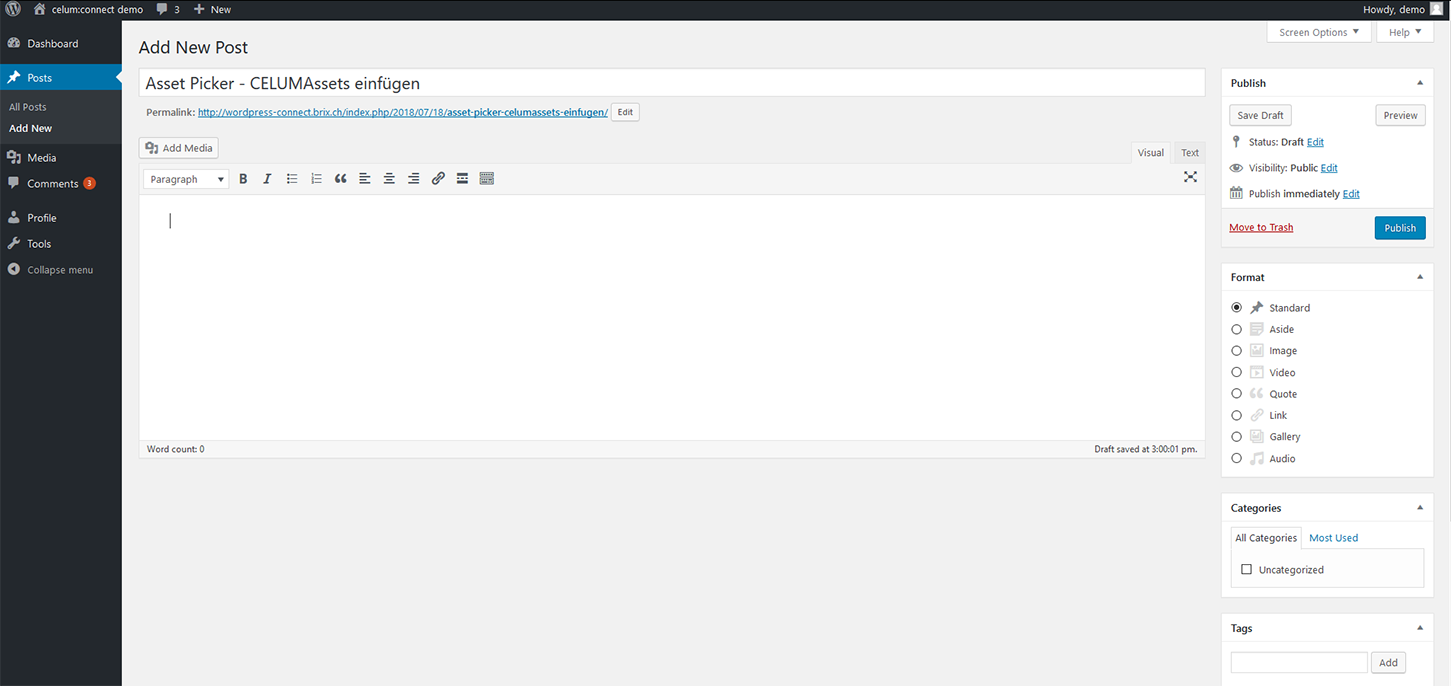 celum:connect demo 3 New Howdy, demo
Screen Options Help
Dashboard
Posts
All Posts
Add New
Media
Comments 3
Profile
Tools
Collapse menu
Add New Post
Asset Picker - CELUMAssets einfügen
Permalink: http://wordpress-connect.brix.ch/index.php/2018/07/18/asset-picker-celumassets-einfugen/ Edit
Add Media
Visual Text
Paragraph
Word count: 0 Draft saved at 3:00:01 pm.
Publish
Save Draft Preview
Status: Draft Edit
Visibility: Public Edit
Publish immediately Edit
Move to Trash Publish
Format
Standard
Aside
Image
Video
Quote
Link
Gallery
Audio
Categories
All Categories Most Used
Uncategorized
Tags
Add